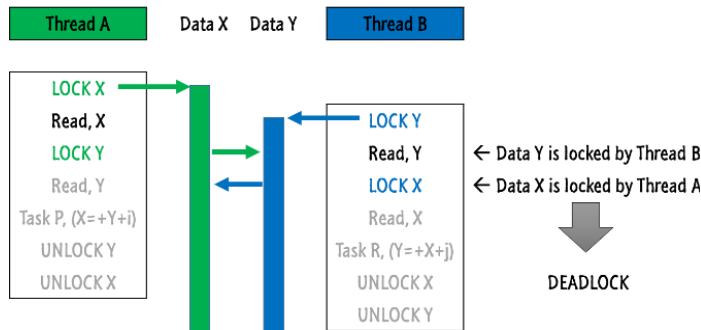 Thread A Data X Data Y Thread B
LOCK X
Read, X
LOCK Y
Read, Y
Task P, (X=+Y+i)
UNLOCK Y
UNLOCK X
LOCK Y
Read, Y
LOCK X
Read, X
Task R, (Y=+X+j)
UNLOCK X
UNLOCK Y
← Data Y is locked by Thread B
← Data X is locked by Thread A
DEADLOCK